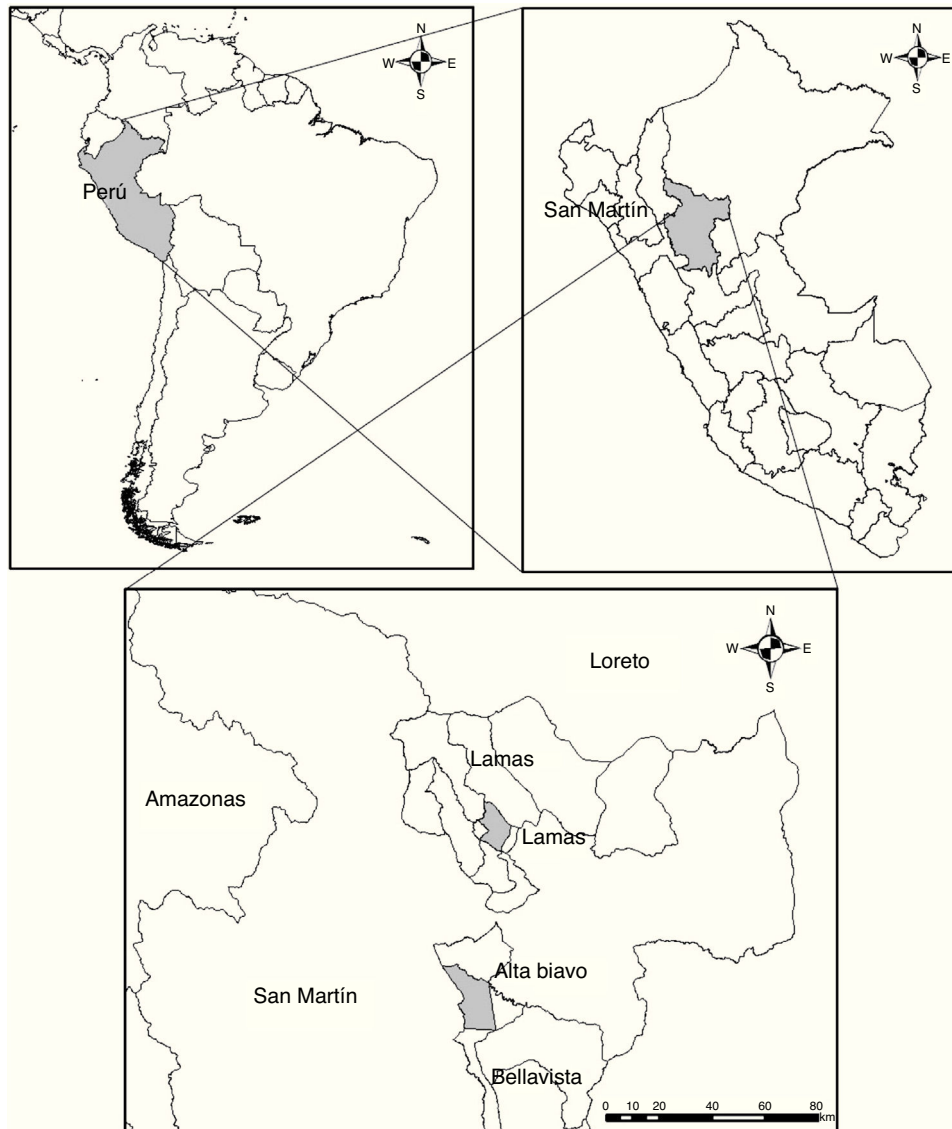 N
W E
S
Perú
N
W E
S
San Martín
N
W E
S
Loreto
Lamas
Amazonas
Lamas
Alta biavo
San Martín
Bellavista
0 10 20 40 60 80
km